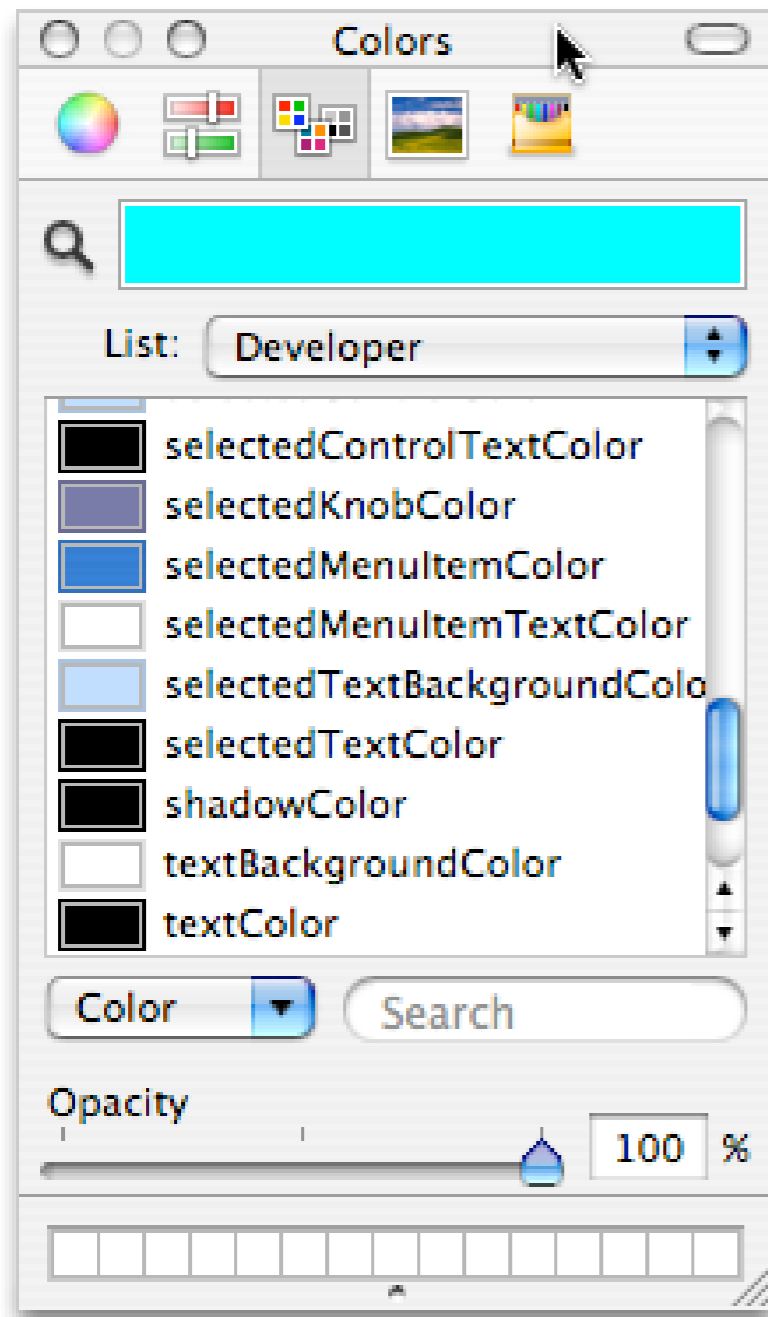 Colors
List: Developer
selectedControlTextColor
selectedKnobColor
selectedMenuItemColor
selectedMenuItemTextColor
selectedTextBackgroundColo
selectedTextColor
shadowColor
textBackgroundColor
textColor
Color Search
Opacity
100 %